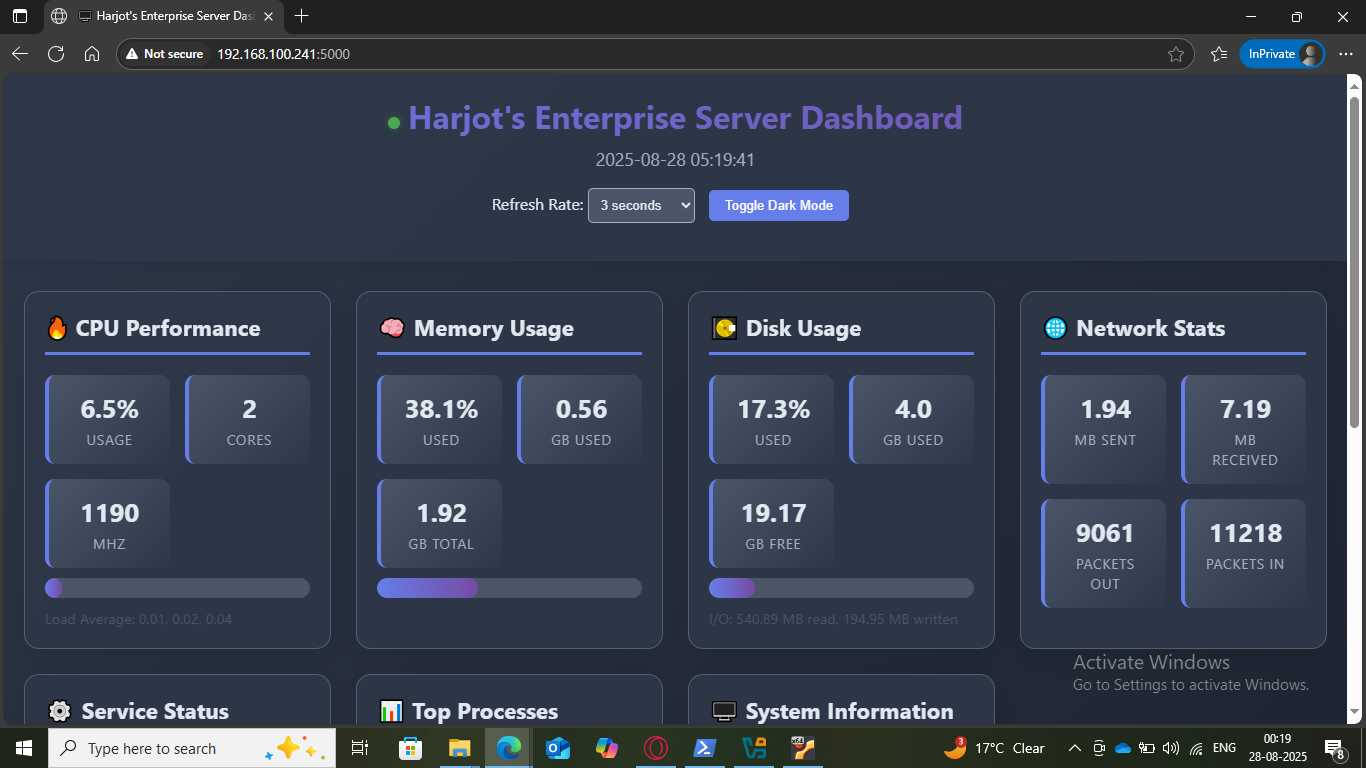 Harjot's Enterprise Server Das
Not secure 192.168.100.241:5000
InPrivate
Harjot's Enterprise Server Dashboard
2025-08-28 05:19:41
Refresh Rate: 3 seconds Toggle Dark Mode
CPU Performance
6.5%
USAGE
2
CORES
1190
MHZ
Load Average: 0.01, 0.02, 0.04
Memory Usage
38.1%
USED
0.56
GB USED
1.92
GB TOTAL
Disk Usage
17.3%
USED
4.0
GB USED
19.17
GB FREE
I/O: 540.89 MB read, 194.95 MB written
Network Stats
1.94
MB SENT
7.19
MB
RECEIVED
9061
PACKETS
OUT
11218
PACKETS IN
Activate Windows
Go to Settings to activate Windows.
Service Status
Top Processes
System Information
Type here to search
3
17°C Clear
ENG
00:19
28-08-2025
8